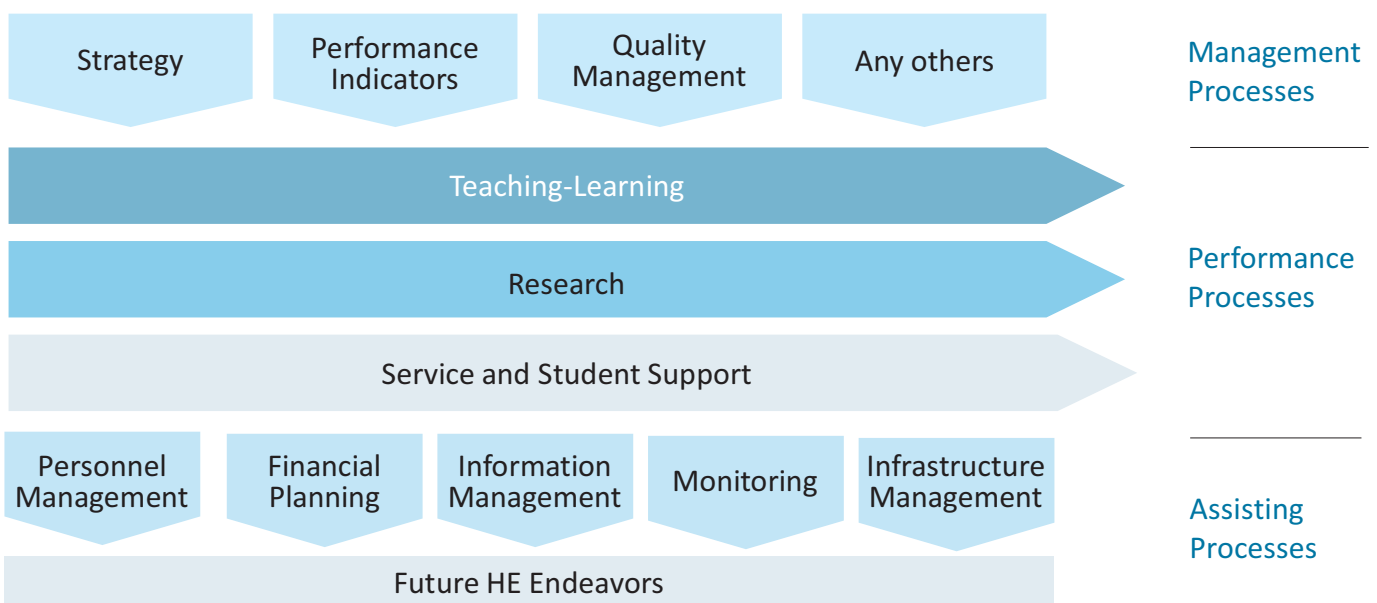 Strategy
Performance
Indicators
Quality
Management
Any others
Management
Processes
Teaching-Learning
Research
Performance
Processes
Service and Student Support
Personnel
Management
Financial
Planning
Information
Management
Monitoring
Infrastructure
Management
Assisting
Processes
Future HE Endeavors